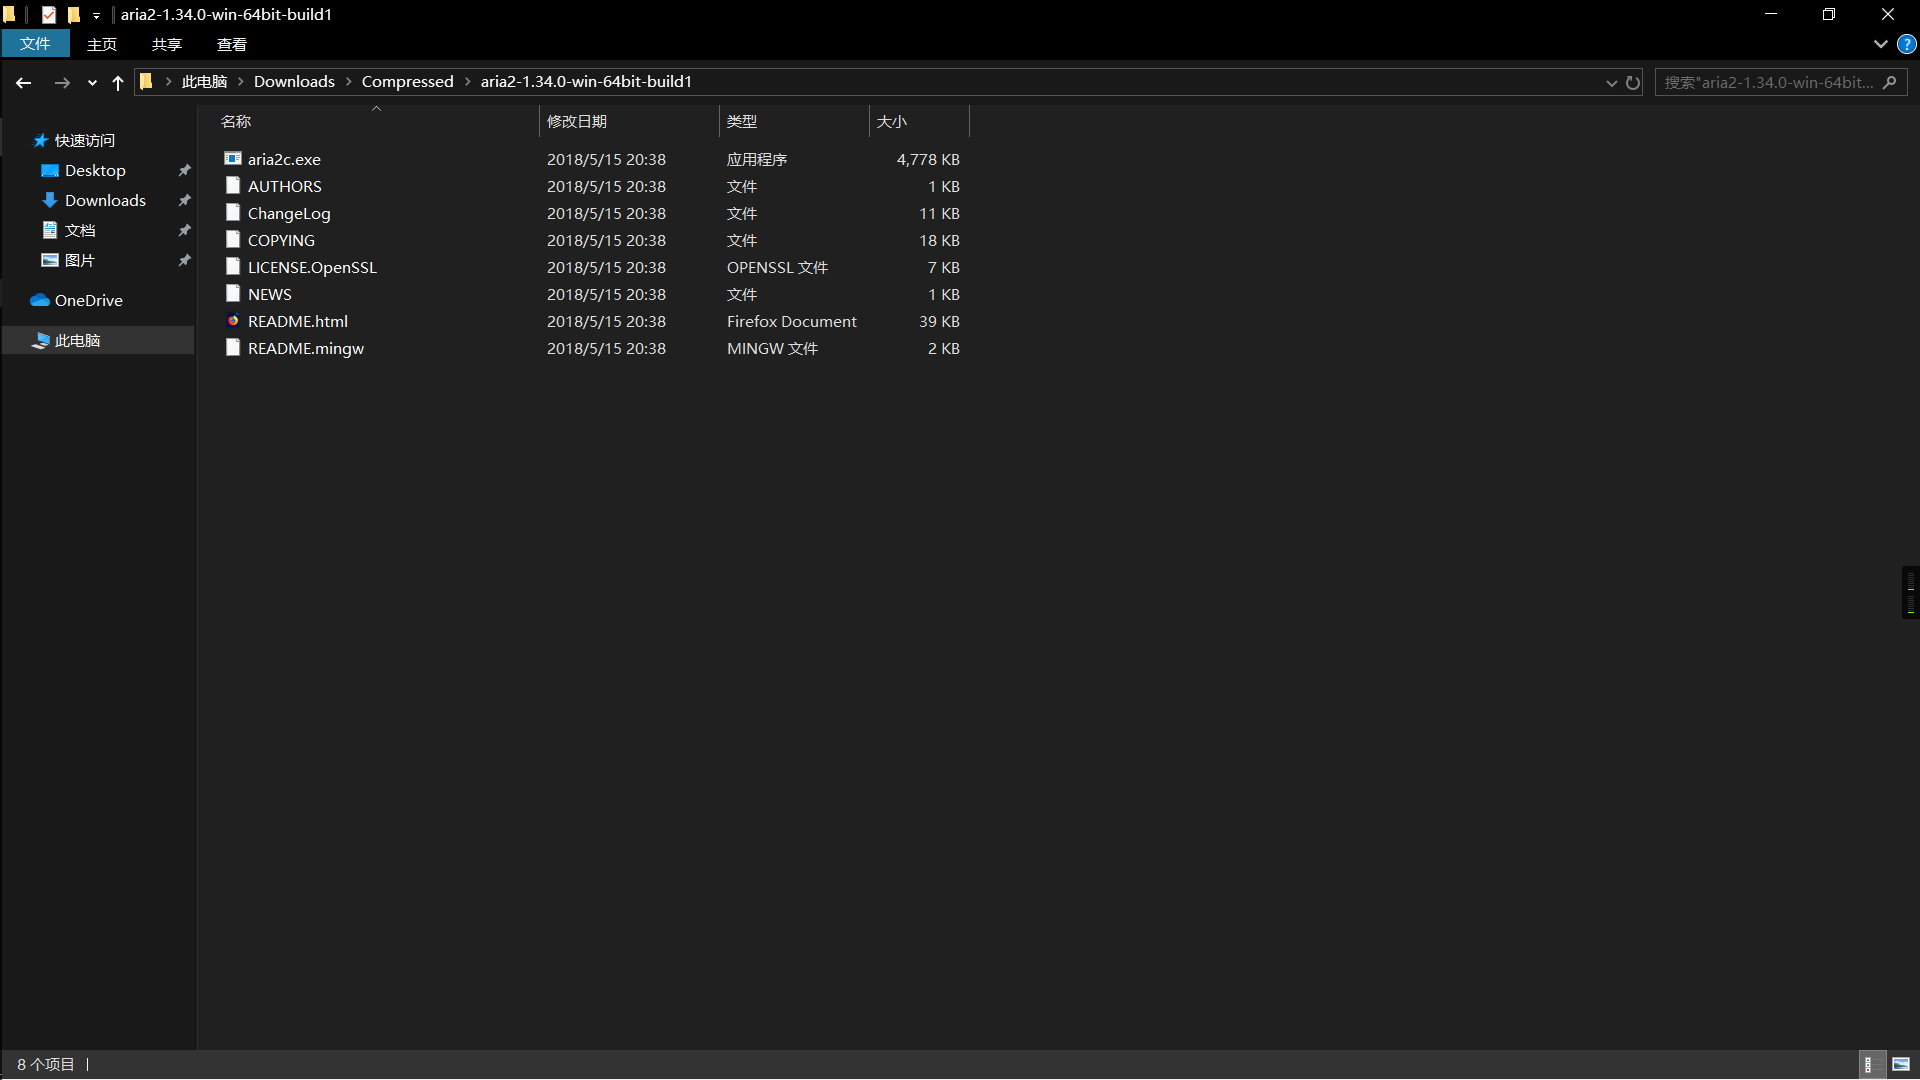 aria2-1.34.0-win-64bit-build1
文件 主页 共享 查看
此电脑 Downloads Compressed aria2-1.34.0-win-64bit-build1
搜索"aria2-1.34.0-win-64bit...
快速访问
Desktop
Downloads
文档
图片
OneDrive
此电脑
名称 修改日期 类型 大小
aria2c.exe 2018/5/15 20:38 应用程序 4,778 KB
AUTHORS 2018/5/15 20:38 文件 1 KB
ChangeLog 2018/5/15 20:38 文件 11 KB
COPYING 2018/5/15 20:38 文件 18 KB
LICENSE.OpenSSL 2018/5/15 20:38 OPENSSL 文件 7 KB
NEWS 2018/5/15 20:38 文件 1 KB
README.html 2018/5/15 20:38 Firefox Document 39 KB
README.mingw 2018/5/15 20:38 MINGW 文件 2 KB
8 个项目